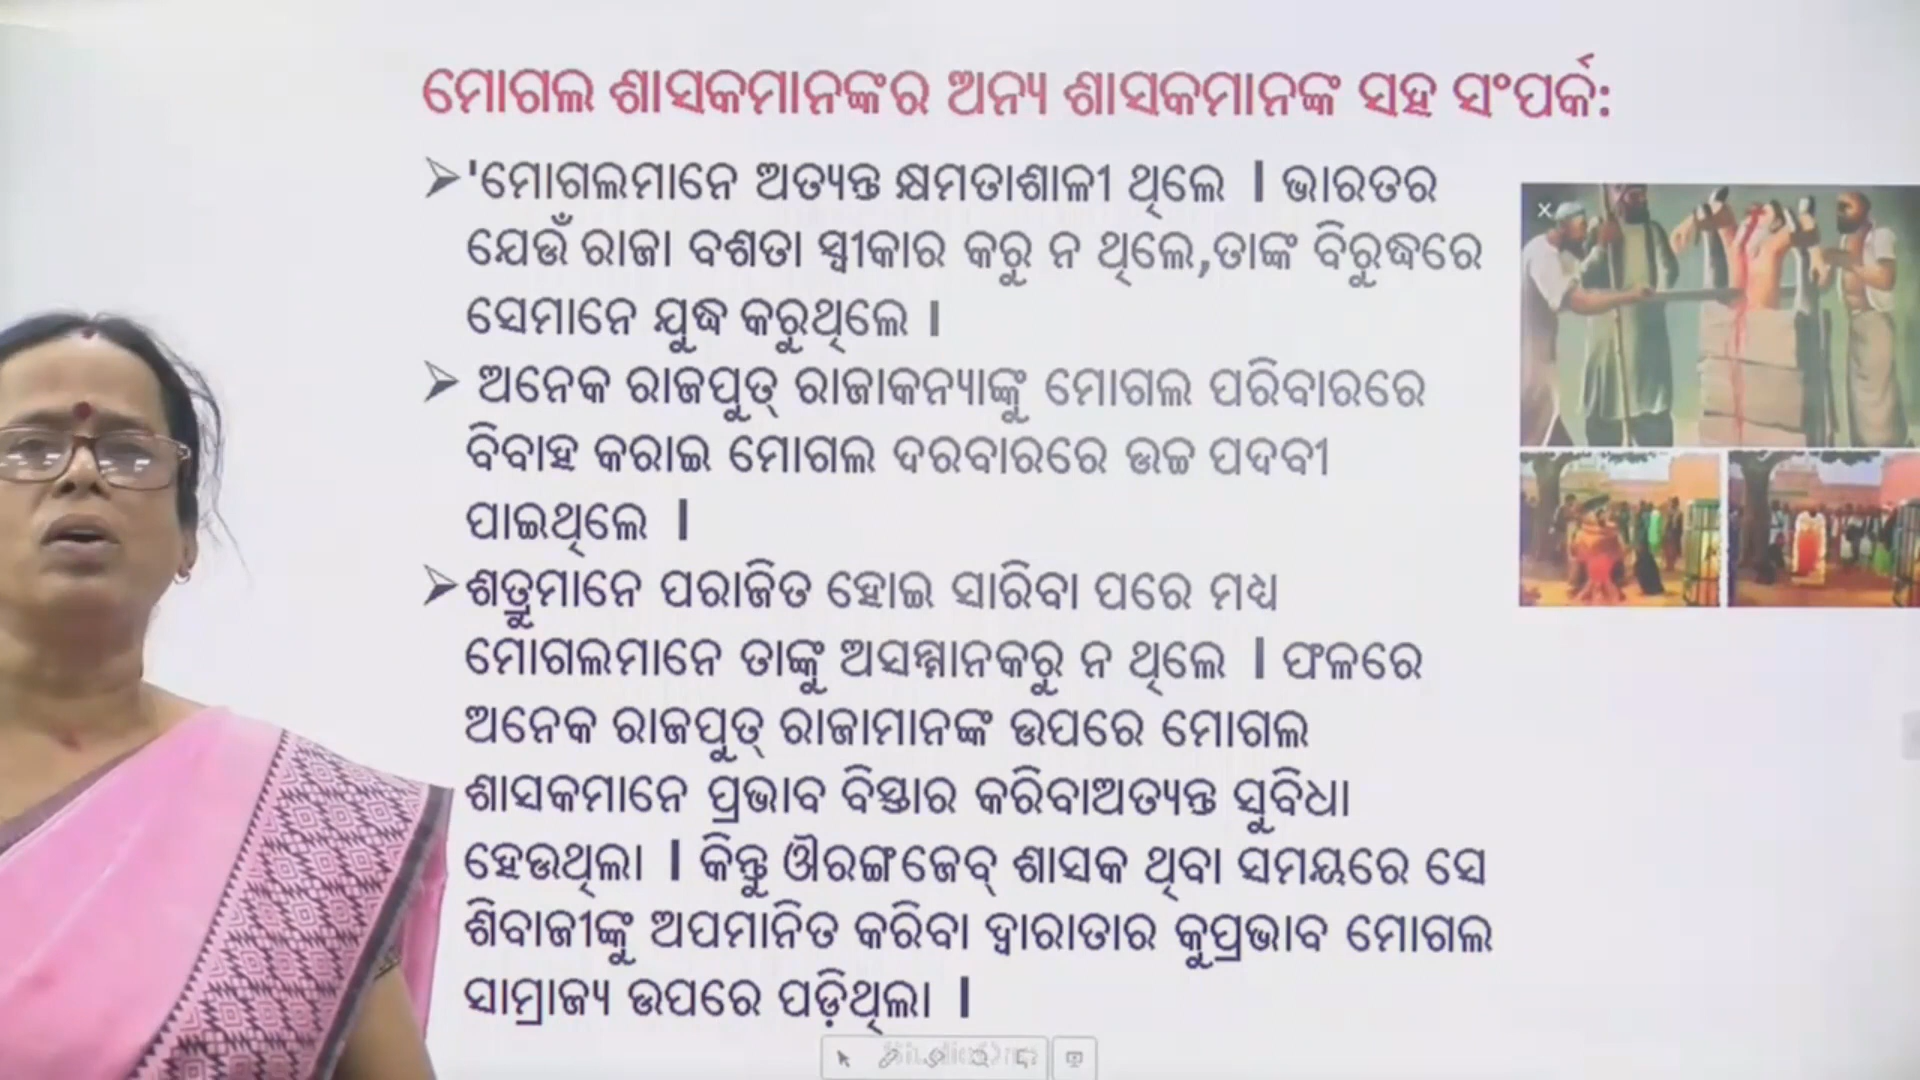 ମୋଗଲ ଶାସକମାନଙ୍କର ଅନ୍ୟ ଶାସକମାନଙ୍କ ସହ ସଂପର୍କ:
➢'ମୋଗଲମାନେ ଅତ୍ୟନ୍ତ କ୍ଷମତାଶାଳୀ ଥିଲେ | ଭାରତର
ଯେଉଁ ରାଜା ବଶତା ସ୍ୱୀକାର କରୁ ନ ଥିଲେ,ତାଙ୍କ ବିରୁଦ୍ଧରେ
ସେମାନେ ଯୁଦ୍ଧ କରୁଥିଲେ |
➢ ଅନେକ ରାଜପୁତ୍ ରାଜାକନ୍ୟାଙ୍କୁ ମୋଗଲ ପରିବାରରେ
ବିବାହ କରାଇ ମୋଗଲ ଦରବାରରେ ଉଚ୍ଚ ପଦବୀ
ପାଇଥିଲେ |
➢ଶତ୍ରୁମାନେ ପରାଜିତ ହୋଇ ସାରିବା ପରେ ମଧ୍ୟ
ମୋଗଲମାନେ ତାଙ୍କୁ ଅସମ୍ମାନକରୁ ନ ଥିଲେ | ଫଳରେ
ଅନେକ ରାଜପୁତ୍ ରାଜାମାନଙ୍କ ଉପରେ ମୋଗଲ
ଶାସକମାନେ ପ୍ରଭାବ ବିସ୍ତାର କରିବାଅତ୍ୟନ୍ତ ସୁବିଧା
ହେଉଥିଲା | କିନ୍ତୁ ଔରଙ୍ଗଜେବ୍ ଶାସକ ଥିବା ସମୟରେ ସେ
ଶିବାଜୀଙ୍କୁ ଅପମାନିତ କରିବା ଦ୍ୱାରାତାର କୁପ୍ରଭାବ ମୋଗଲ
ସାମ୍ରାଜ୍ୟ ଉପରେ ପଡ଼ିଥିଲା |